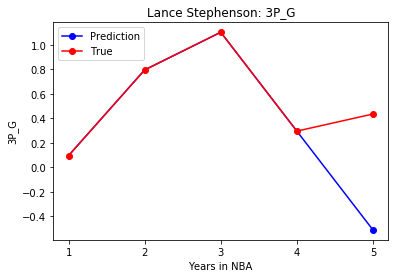 Lance Stephenson: 3P_G
Prediction
True
3P_G
1.0
0.8
0.6
0.4
0.2
0.0
−0.2
−0.4
1 2 3 4 5
Years in NBA